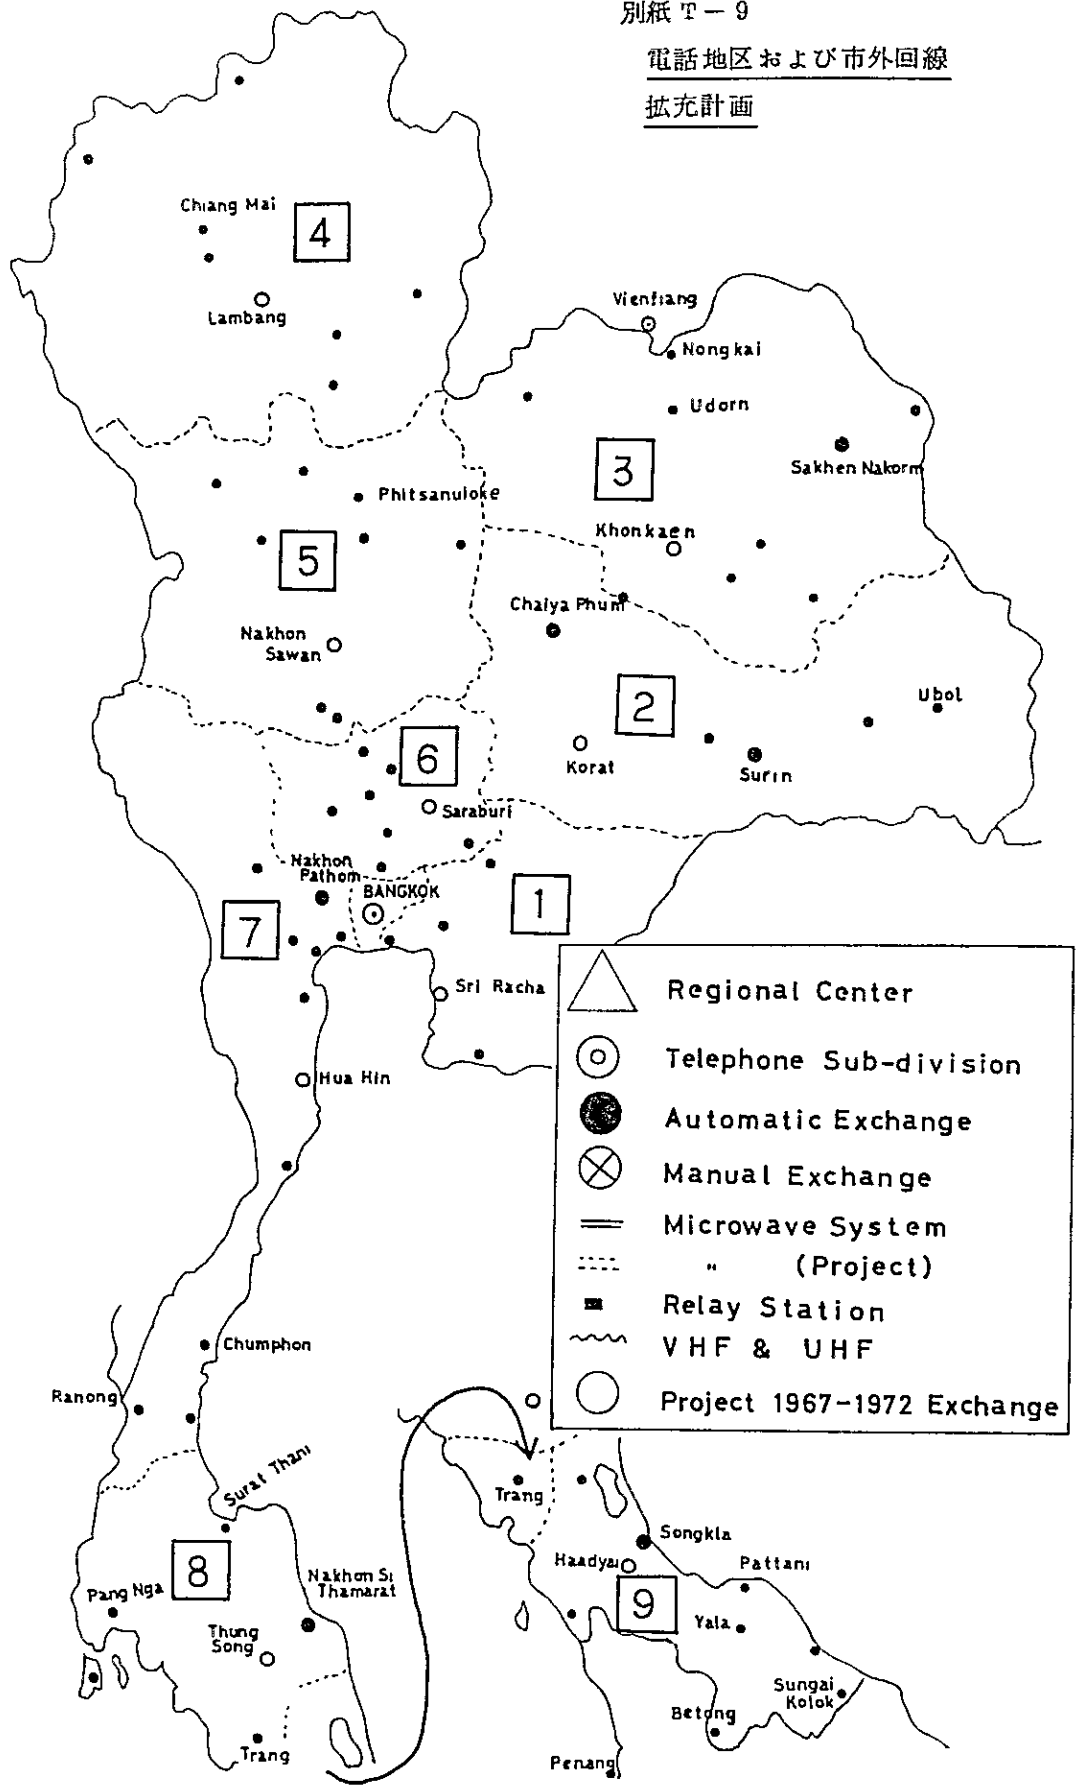 別紙 T－9
電話地区および市外回線
拡充計画
Chiang Mai
4
Lambang
Vientiang
Nongkai
Udorn
3
Sakhen Nakorm
Phitsanuloke
Khonkaen
5
Chaiya Phum
Nakhon
Sawan
2
Ubol
6
Korat
Surin
Saraburi
Nakhon
Pathom
BANGKOK
1
7
Sri Racha
Hua Hin
Regional Center
Telephone Sub-division
Automatic Exchange
Manual Exchange
Microwave System
" (Project)
Relay Station
VHF & UHF
Project 1967-1972 Exchange
Chumphon
Ranong
Surat Thani
8
Pang Nga
Nakhon Si
Thamarat
Thung
Song
Trang
Trang
Songkla
Haadyai
Pattani
9
Yala
Sungai
Kolok
Betong
Penang